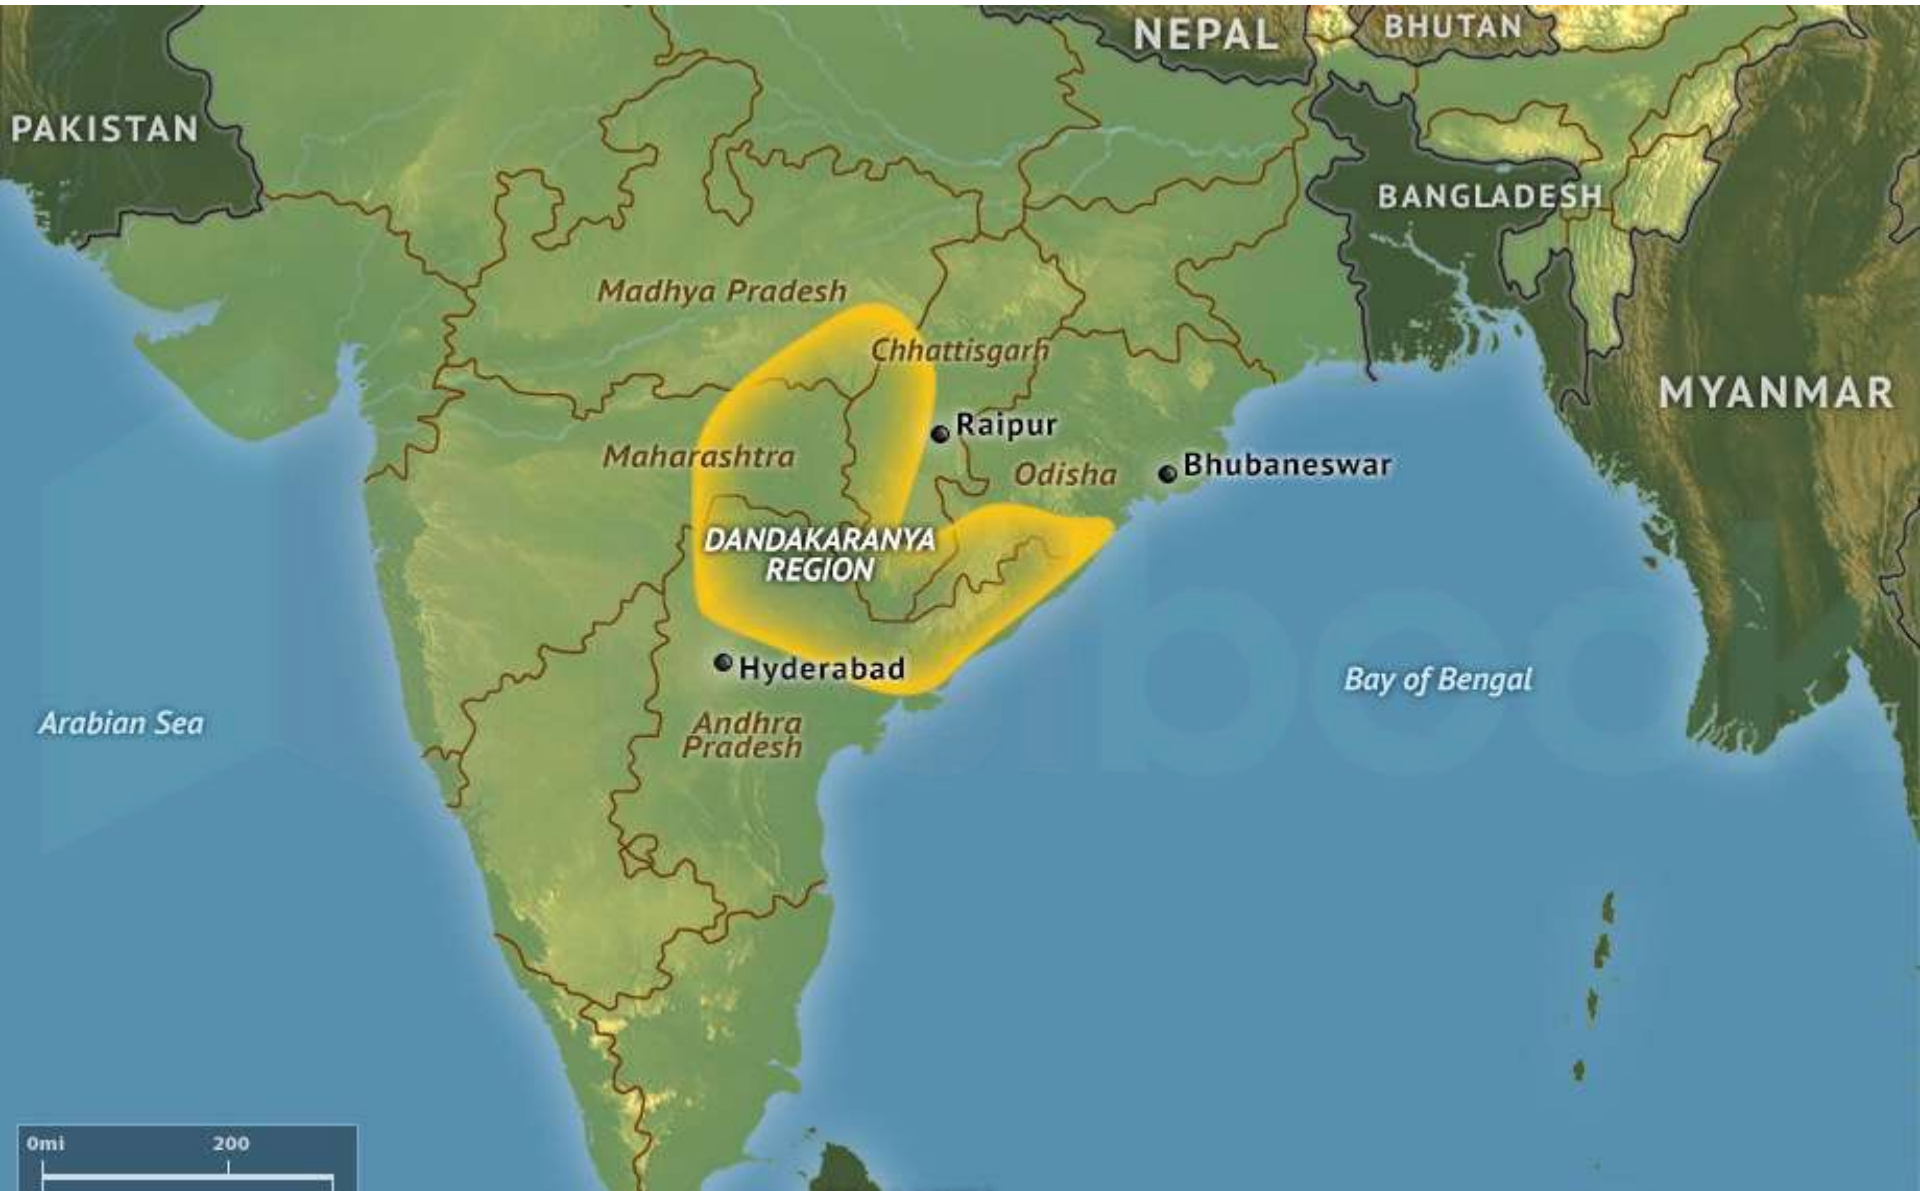 NEPAL
BHUTAN
PAKISTAN
BANGLADESH
Madhya Pradesh
Chhattisgarh
MYANMAR
Raipur
Maharashtra
Odisha
Bhubaneswar
DANDAKARANYA
REGION
Hyderabad
Bay of Bengal
Arabian Sea
Andhra
Pradesh
0mi 200